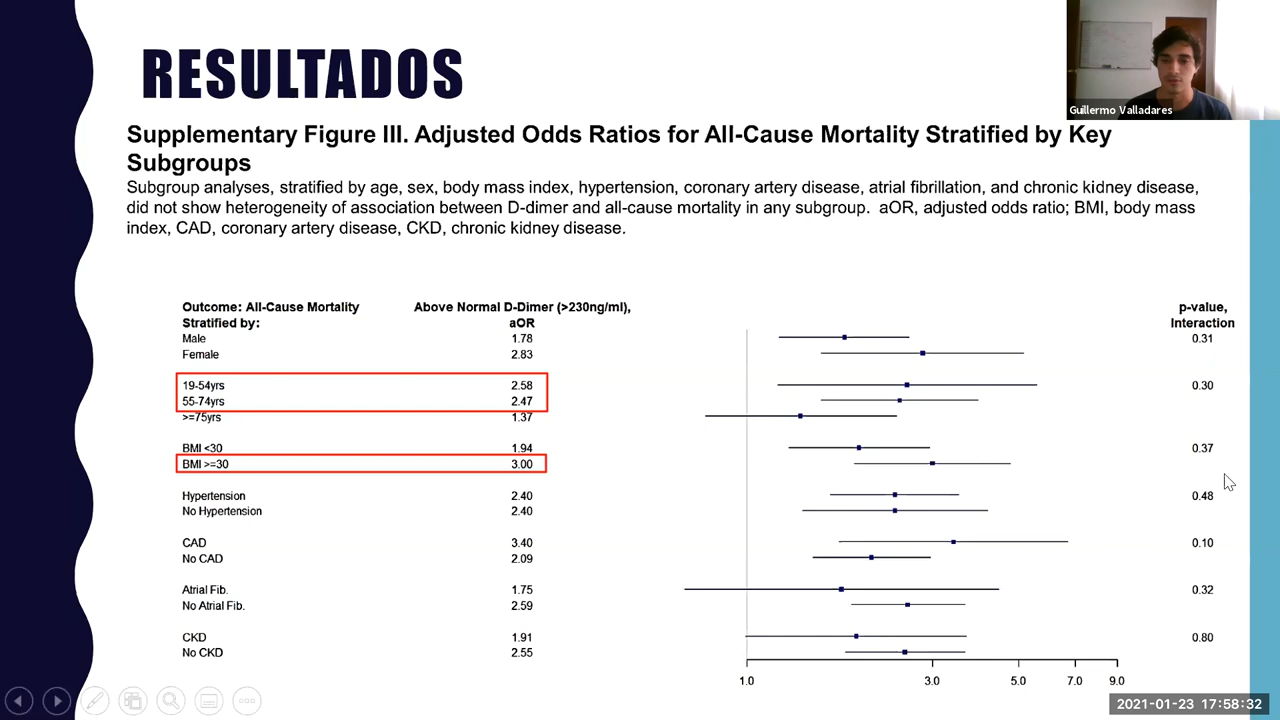 RESULTADOS
Guillermo Valladares
Supplementary Figure III. Adjusted Odds Ratios for All-Cause Mortality Stratified by Key
Subgroups
Subgroup analyses, stratified by age, sex, body mass index, hypertension, coronary artery disease, atrial fibrillation, and chronic kidney disease,
did not show heterogeneity of association between D-dimer and all-cause mortality in any subgroup. aOR, adjusted odds ratio; BMI, body mass
index, CAD, coronary artery disease, CKD, chronic kidney disease.
Outcome: All-Cause Mortality Above Normal D-Dimer (>230ng/ml), p-value,
Stratified by: aOR Interaction
Male 1.78 0.31
Female 2.83
19-54yrs 2.58 0.30
55-74yrs 2.47
>=75yrs 1.37
BMI <30 1.94 0.37
BMI >=30 3.00
Hypertension 2.40 0.48
No Hypertension 2.40
CAD 3.40 0.10
No CAD 2.09
Atrial Fib. 1.75 0.32
No Atrial Fib. 2.59
CKD 1.91 0.80
No CKD 2.55
1.0 3.0 5.0 7.0 9.0
2021-01-23 17:58:32